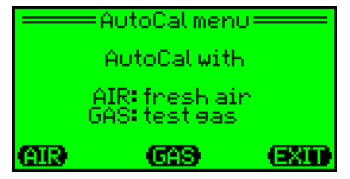 AutoCal menu
AutoCal with
AIR: fresh air
GAS: test gas
AIR GAS EXIT